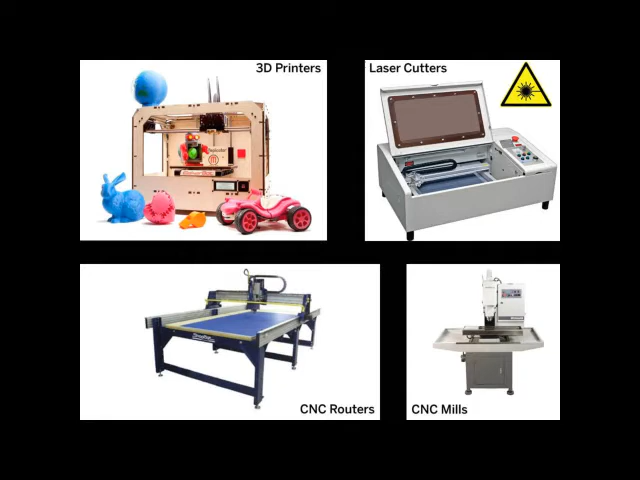 3D Printers
Laser Cutters
CNC Routers
CNC Mills